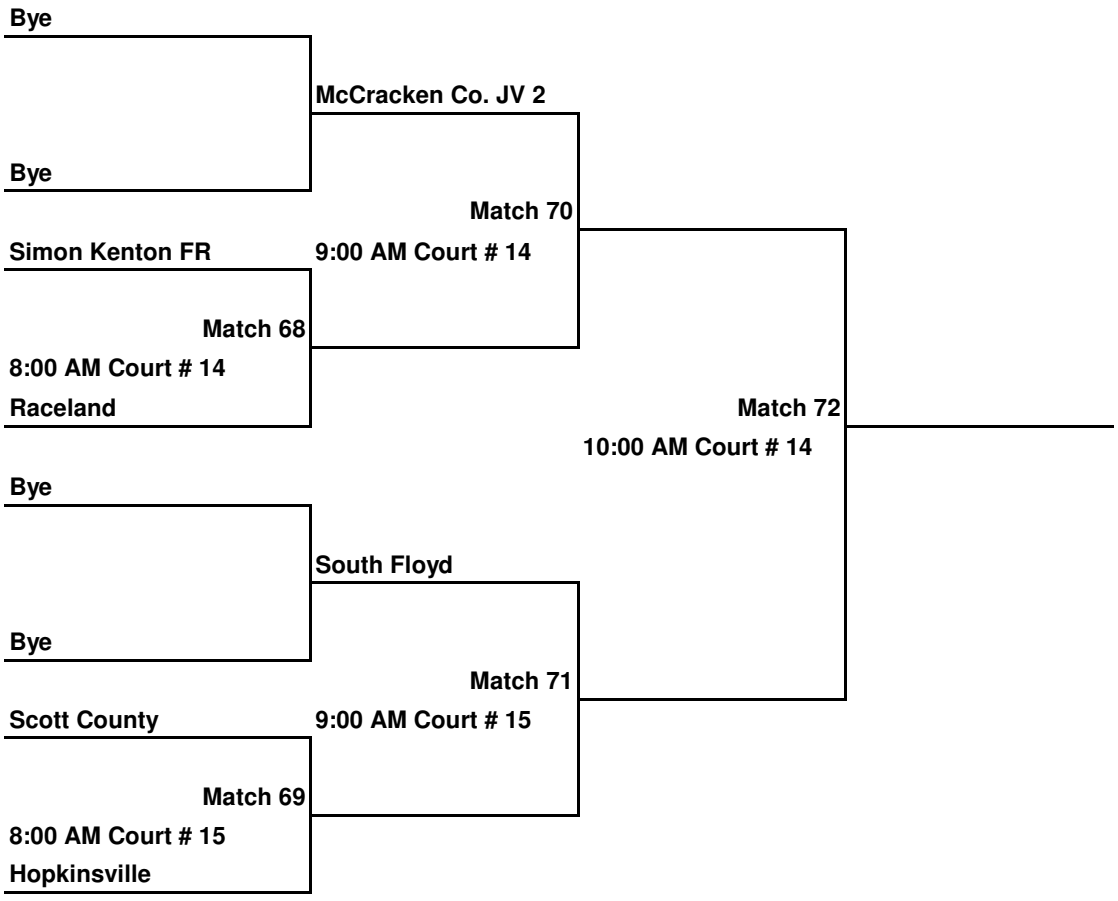 Bye
McCracken Co. JV 2
Bye
Match 70
Simon Kenton FR
9:00 AM Court # 14
Match 68
8:00 AM Court # 14
Raceland
Match 72
10:00 AM Court # 14
Bye
South Floyd
Bye
Match 71
Scott County
9:00 AM Court # 15
Match 69
8:00 AM Court # 15
Hopkinsville